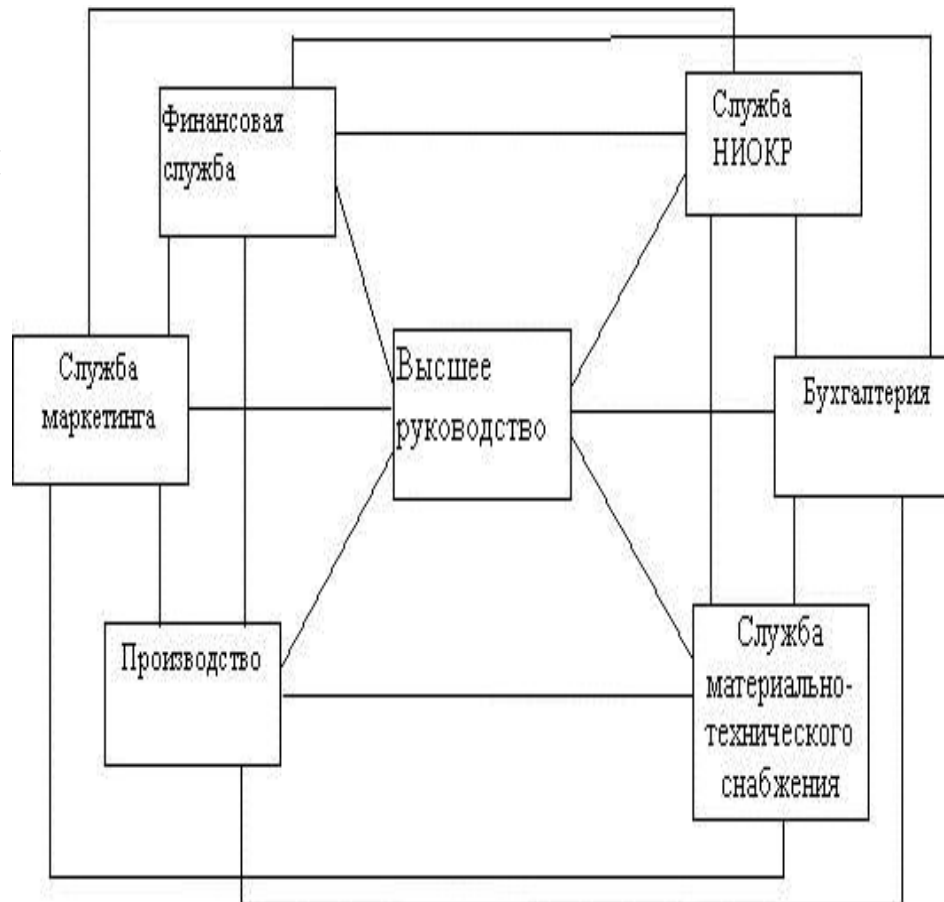 Финансовая
служба
Служба
НИОКР
Служба
маркетинга
Высшее
руководство
Бухгалтерия
Производство
Служба
материально-
технического
снабжения